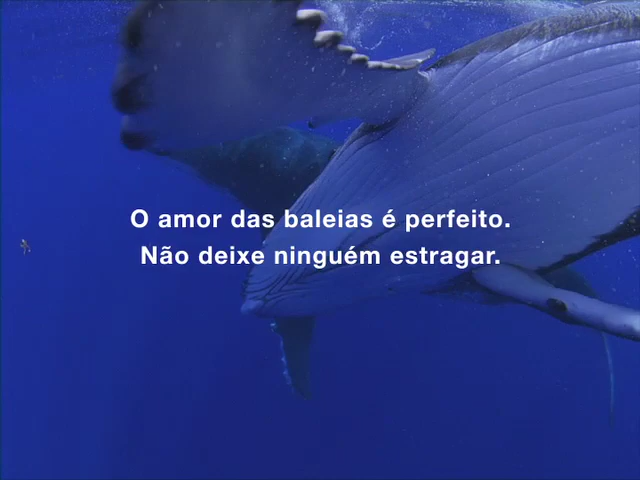 O amor das baleias é perfeito.
Não deixe ninguém estragar.